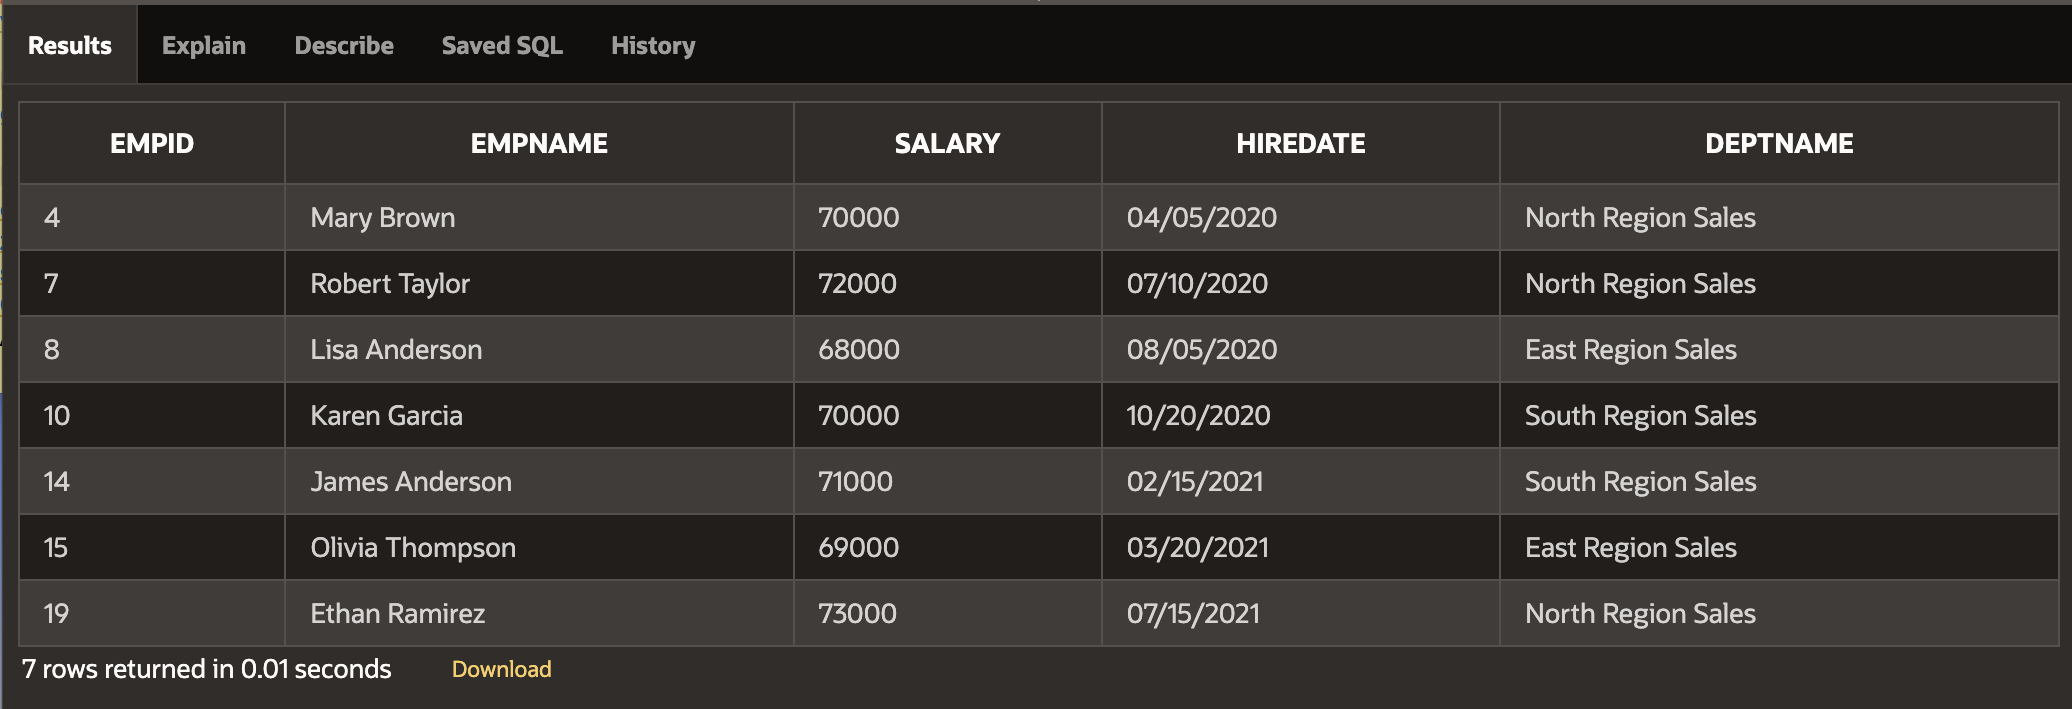 Results Explain Describe Saved SQL History
EMPID EMPNAME SALARY HIREDATE DEPTNAME
4 Mary Brown 70000 04/05/2020 North Region Sales
7 Robert Taylor 72000 07/10/2020 North Region Sales
8 Lisa Anderson 68000 08/05/2020 East Region Sales
10 Karen Garcia 70000 10/20/2020 South Region Sales
14 James Anderson 71000 02/15/2021 South Region Sales
15 Olivia Thompson 69000 03/20/2021 East Region Sales
19 Ethan Ramirez 73000 07/15/2021 North Region Sales
7 rows returned in 0.01 seconds Download